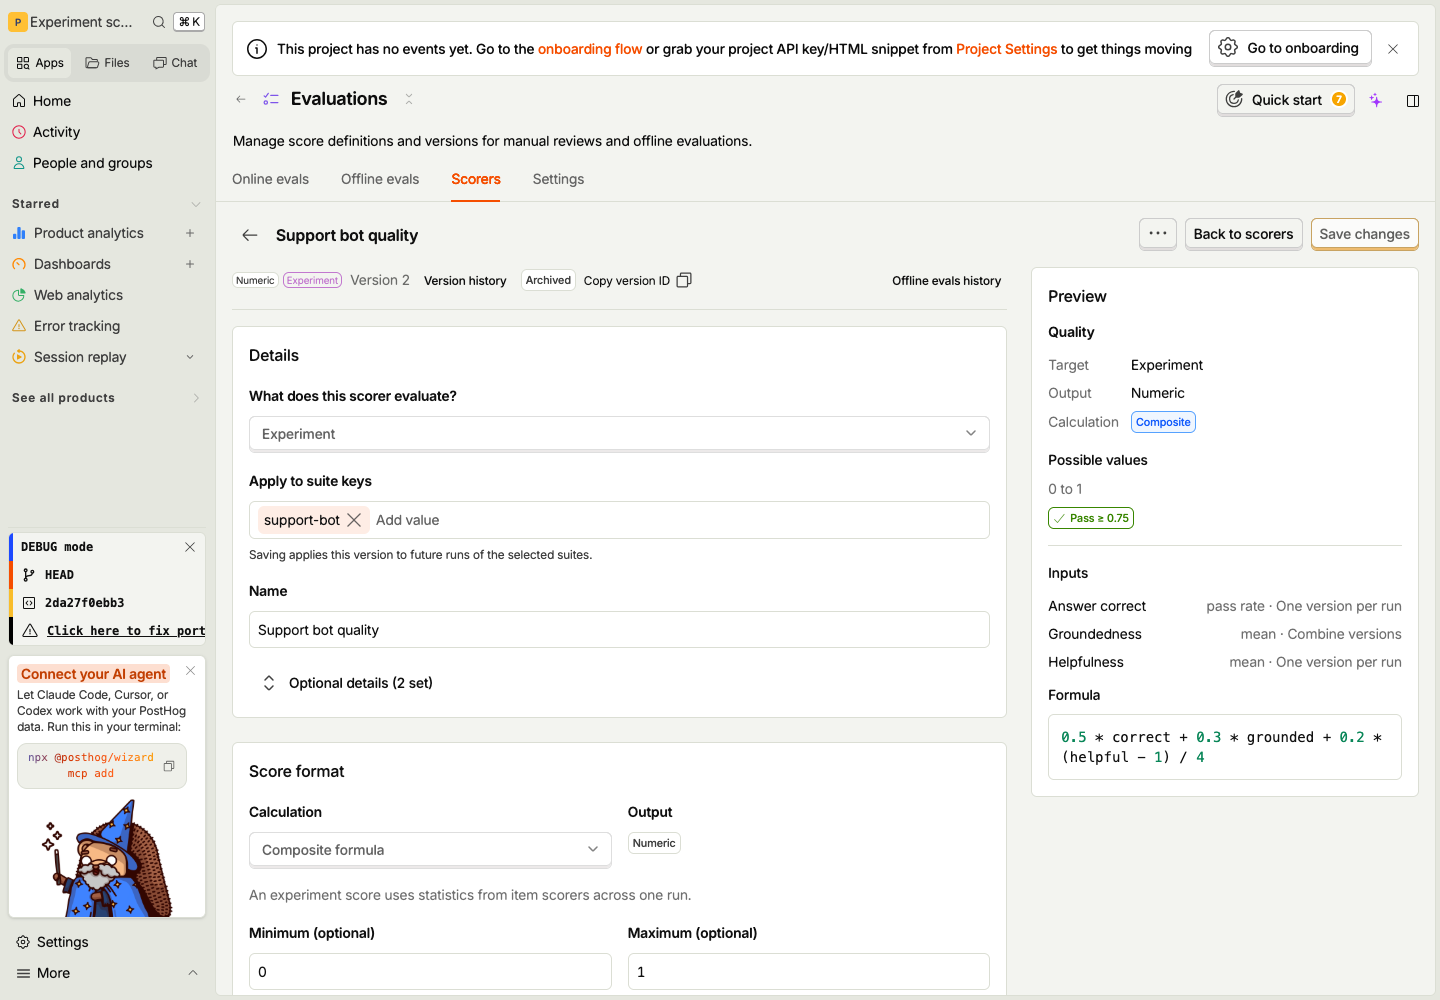 P Experiment sc... ⌘ K
Apps Files Chat
Home
Activity
People and groups
Starred
Product analytics
Dashboards
Web analytics
Error tracking
Session replay
See all products
DEBUG mode
HEAD
2da27f0ebb3
Click here to fix port
Connect your AI agent
Let Claude Code, Cursor, or
Codex work with your PostHog
data. Run this in your terminal:
npx @posthog/wizard
mcp add
Settings
More
This project has no events yet. Go to the onboarding flow or grab your project API key/HTML snippet from Project Settings to get things moving
Go to onboarding
Evaluations
Quick start 7
Manage score definitions and versions for manual reviews and offline evaluations.
Online evals Offline evals Scorers Settings
Support bot quality
Back to scorers
Save changes
Numeric Experiment Version 2 Version history Archived Copy version ID
Offline evals history
Details
What does this scorer evaluate?
Experiment
Apply to suite keys
support-bot Add value
Saving applies this version to future runs of the selected suites.
Name
Support bot quality
Optional details (2 set)
Score format
Calculation
Composite formula
Output
Numeric
An experiment score uses statistics from item scorers across one run.
Minimum (optional)
0
Maximum (optional)
1
Preview
Quality
Target Experiment
Output Numeric
Calculation Composite
Possible values
0 to 1
Pass ≥ 0.75
Inputs
Answer correct pass rate · One version per run
Groundedness mean · Combine versions
Helpfulness mean · One version per run
Formula
0.5 * correct + 0.3 * grounded + 0.2 *
(helpful - 1) / 4